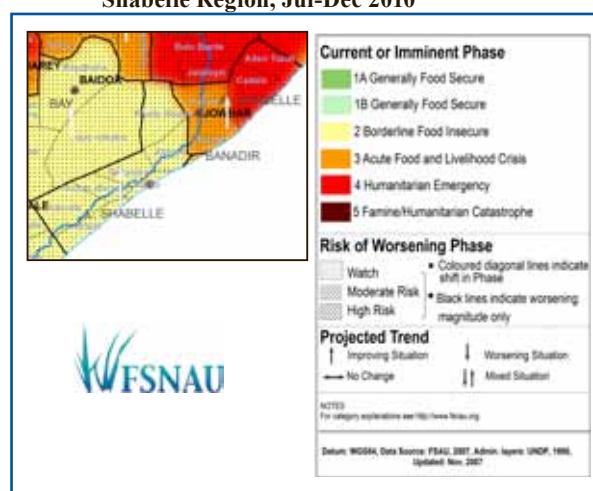 Shabelle Region, Jul-Dec 2010
BAIDOA
BAY
JOWHAR
BANADIR
SHABELLE
FSNAU
Current or Imminent Phase
1A Generally Food Secure
1B Generally Food Secure
2 Borderline Food Insecure
3 Acute Food and Livelihood Crisis
4 Humanitarian Emergency
5 Famine/Humanitarian Catastrophe
Risk of Worsening Phase
Watch
Moderate Risk
High Risk
• Coloured diagonal lines indicate
shift in Phase
• Black lines indicate worsening
magnitude only
Projected Trend
Improving Situation
Worsening Situation
No Change
Mixed Situation
NOTES
For category explanations see http://www.fsnau.org
Datum: WGS84, Data Source: FSAU, 2007, Admin. layers: UNDP, 1998,
Updated: Nov, 2007